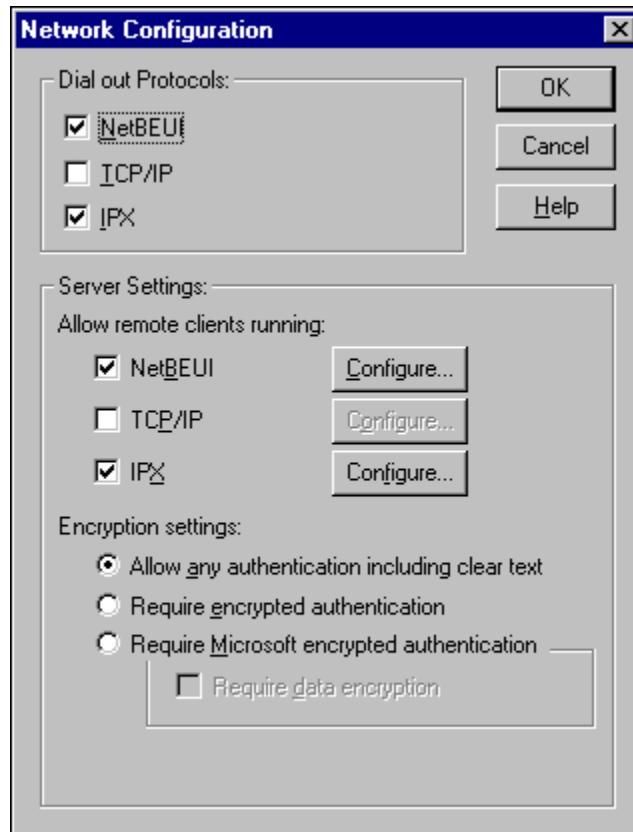 Network Configuration
Dial out Protocols:
NetBEUI
TCP/IP
IPX
OK
Cancel
Help
Server Settings:
Allow remote clients running:
NetBEUI Configure...
TCP/IP Configure...
IPX Configure...
Encryption settings:
Allow any authentication including clear text
Require encrypted authentication
Require Microsoft encrypted authentication
Require data encryption